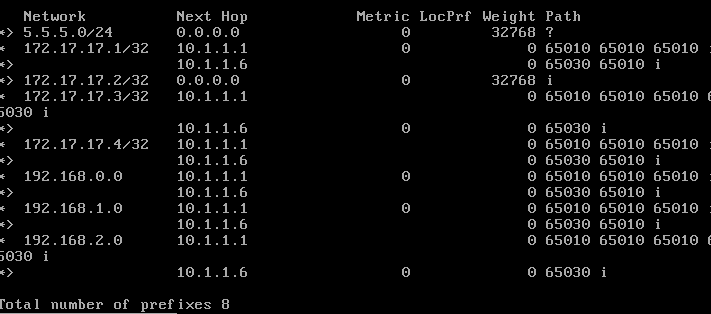 Network          Next Hop            Metric LocPrf Weight Path
*> 5.5.5.0/24       0.0.0.0                  0         32768 ?
*  172.17.17.1/32   10.1.1.1                 0             0 65010 65010 65010 i
*>                  10.1.1.6                               0 65030 65010 i
*> 172.17.17.2/32   0.0.0.0                  0         32768 i
*  172.17.17.3/32   10.1.1.1                               0 65010 65010 65010 6
5030 i
*>                  10.1.1.6                 0             0 65030 i
*  172.17.17.4/32   10.1.1.1                               0 65010 65010 65010 i
*>                  10.1.1.6                               0 65030 65010 i
*  192.168.0.0      10.1.1.1                 0             0 65010 65010 65010 i
*>                  10.1.1.6                               0 65030 65010 i
*  192.168.1.0      10.1.1.1                 0             0 65010 65010 65010 i
*>                  10.1.1.6                               0 65030 65010 i
*  192.168.2.0      10.1.1.1                               0 65010 65010 65010 6
5030 i
*>                  10.1.1.6                 0             0 65030 i
Total number of prefixes 8